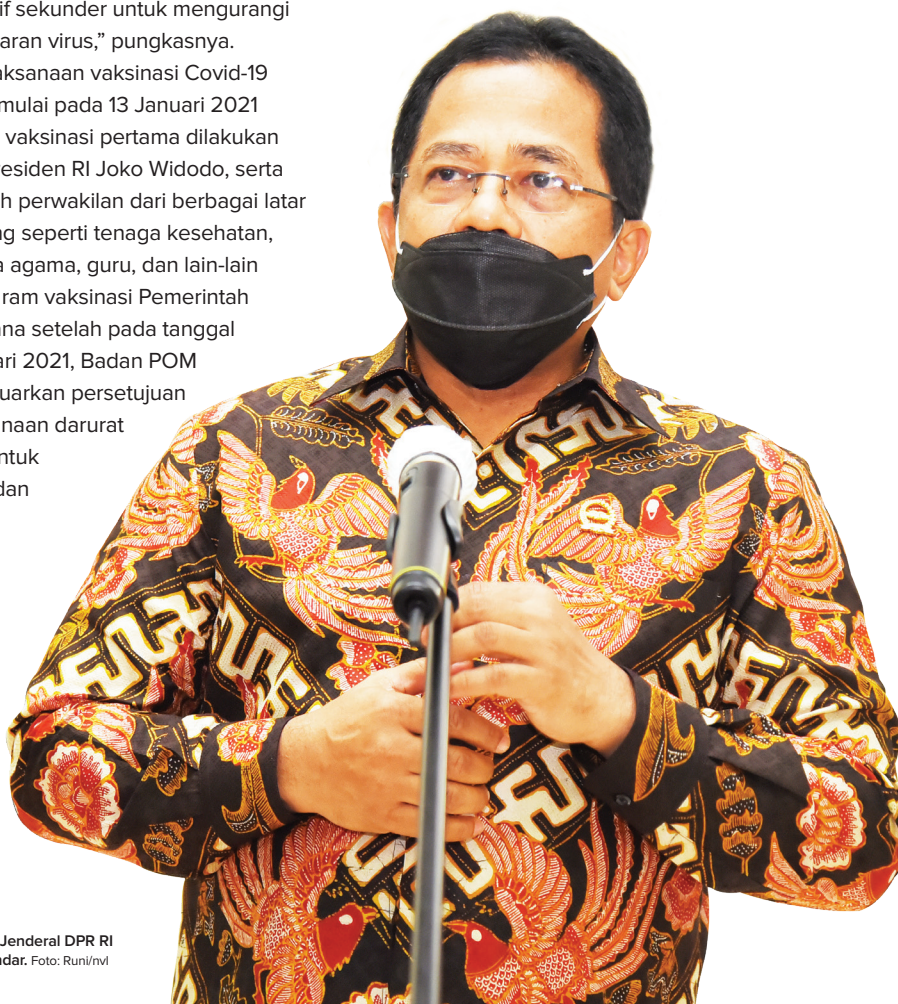 if sekunder untuk mengurangi
aran virus,” pungkasnya.
aksanaan vaksinasi Covid-19
mulai pada 13 Januari 2021
vaksinasi pertama dilakukan
residen RI Joko Widodo, serta
h perwakilan dari berbagai latar
ng seperti tenaga kesehatan,
a agama, guru, dan lain-lain
ram vaksinasi Pemerintah
ana setelah pada tanggal
ari 2021, Badan POM
uarkan persetujuan
naan darurat
ntuk
dan
Jenderal DPR RI
ndar. Foto: Runi/nvl